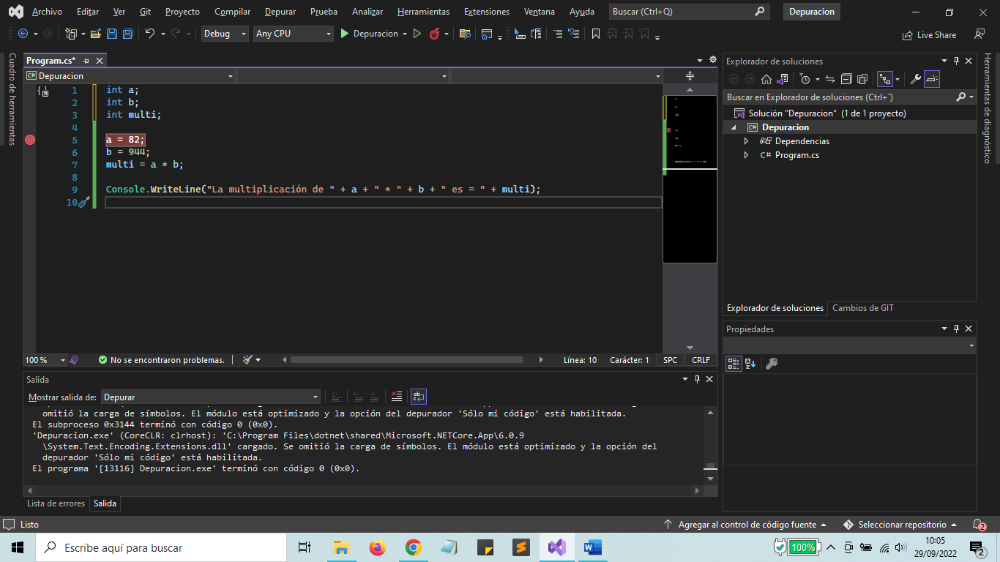 Archivo Editar Ver Git Proyecto Compilar Depurar Prueba Analizar Herramientas Extensiones Ventana Ayuda Buscar (Ctrl+Q) Depuracion
Debug Any CPU Depuracion Live Share
Cuadro de herramientas
Program.cs*
Depuracion
1 int a;
2 int b;
3 int multi;
4
5 a = 82;
6 b = 944;
7 multi = a * b;
8
9 Console.WriteLine("La multiplicación de " + a + " * " + b + " es = " + multi);
10
100 % No se encontraron problemas. Línea: 10 Carácter: 1 SPC CRLF
Salida
Mostrar salida de: Depurar
omitió la carga de símbolos. El módulo está optimizado y la opción del depurador 'Sólo mi código' está habilitada.
El subproceso 0x3144 terminó con código 0 (0x0).
'Depuracion.exe' (CoreCLR: clrhost): 'C:\Program Files\dotnet\shared\Microsoft.NETCore.App\6.0.9
\System.Text.Encoding.Extensions.dll' cargado. Se omitió la carga de símbolos. El módulo está optimizado y la opción del
depurador 'Sólo mi código' está habilitada.
El programa '[13116] Depuracion.exe' terminó con código 0 (0x0).
Lista de errores Salida
Explorador de soluciones
Buscar en Explorador de soluciones (Ctrl+`)
Solución "Depuracion" (1 de 1 proyecto)
C# Depuracion
Dependencias
C# Program.cs
Explorador de soluciones Cambios de GIT
Propiedades
Herramientas de diagnóstico
Listo Agregar al control de código fuente Seleccionar repositorio 2
Escribe aquí para buscar 100% 10:05
29/09/2022 2